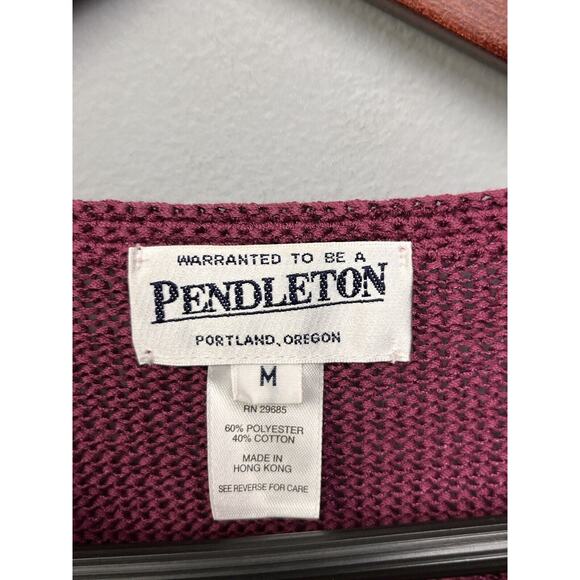 WARRANTED TO BE A
PENDLETON
PORTLAND, OREGON
M
RN 29685
60% POLYESTER
40% COTTON
MADE IN
HONG KONG
SEE REVERSE FOR CARE